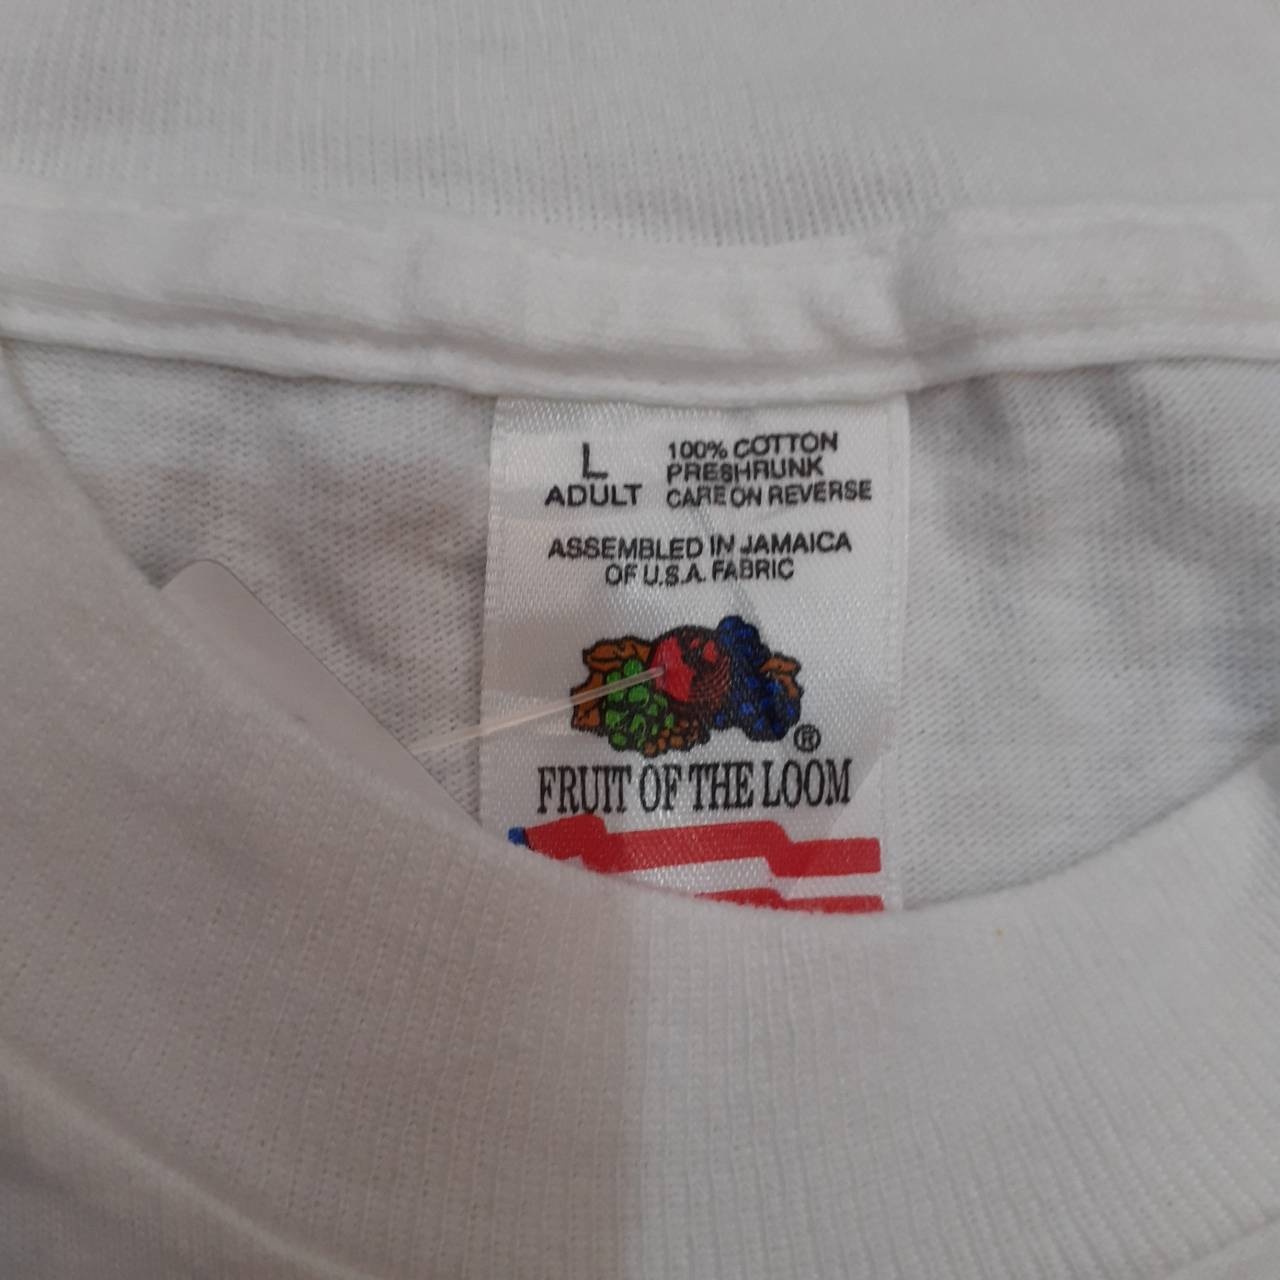 L
ADULT
100% COTTON
PRESHRUNK
CARE ON REVERSE
ASSEMBLED IN JAMAICA
OF U.S.A. FABRIC
®
FRUIT OF THE LOOM